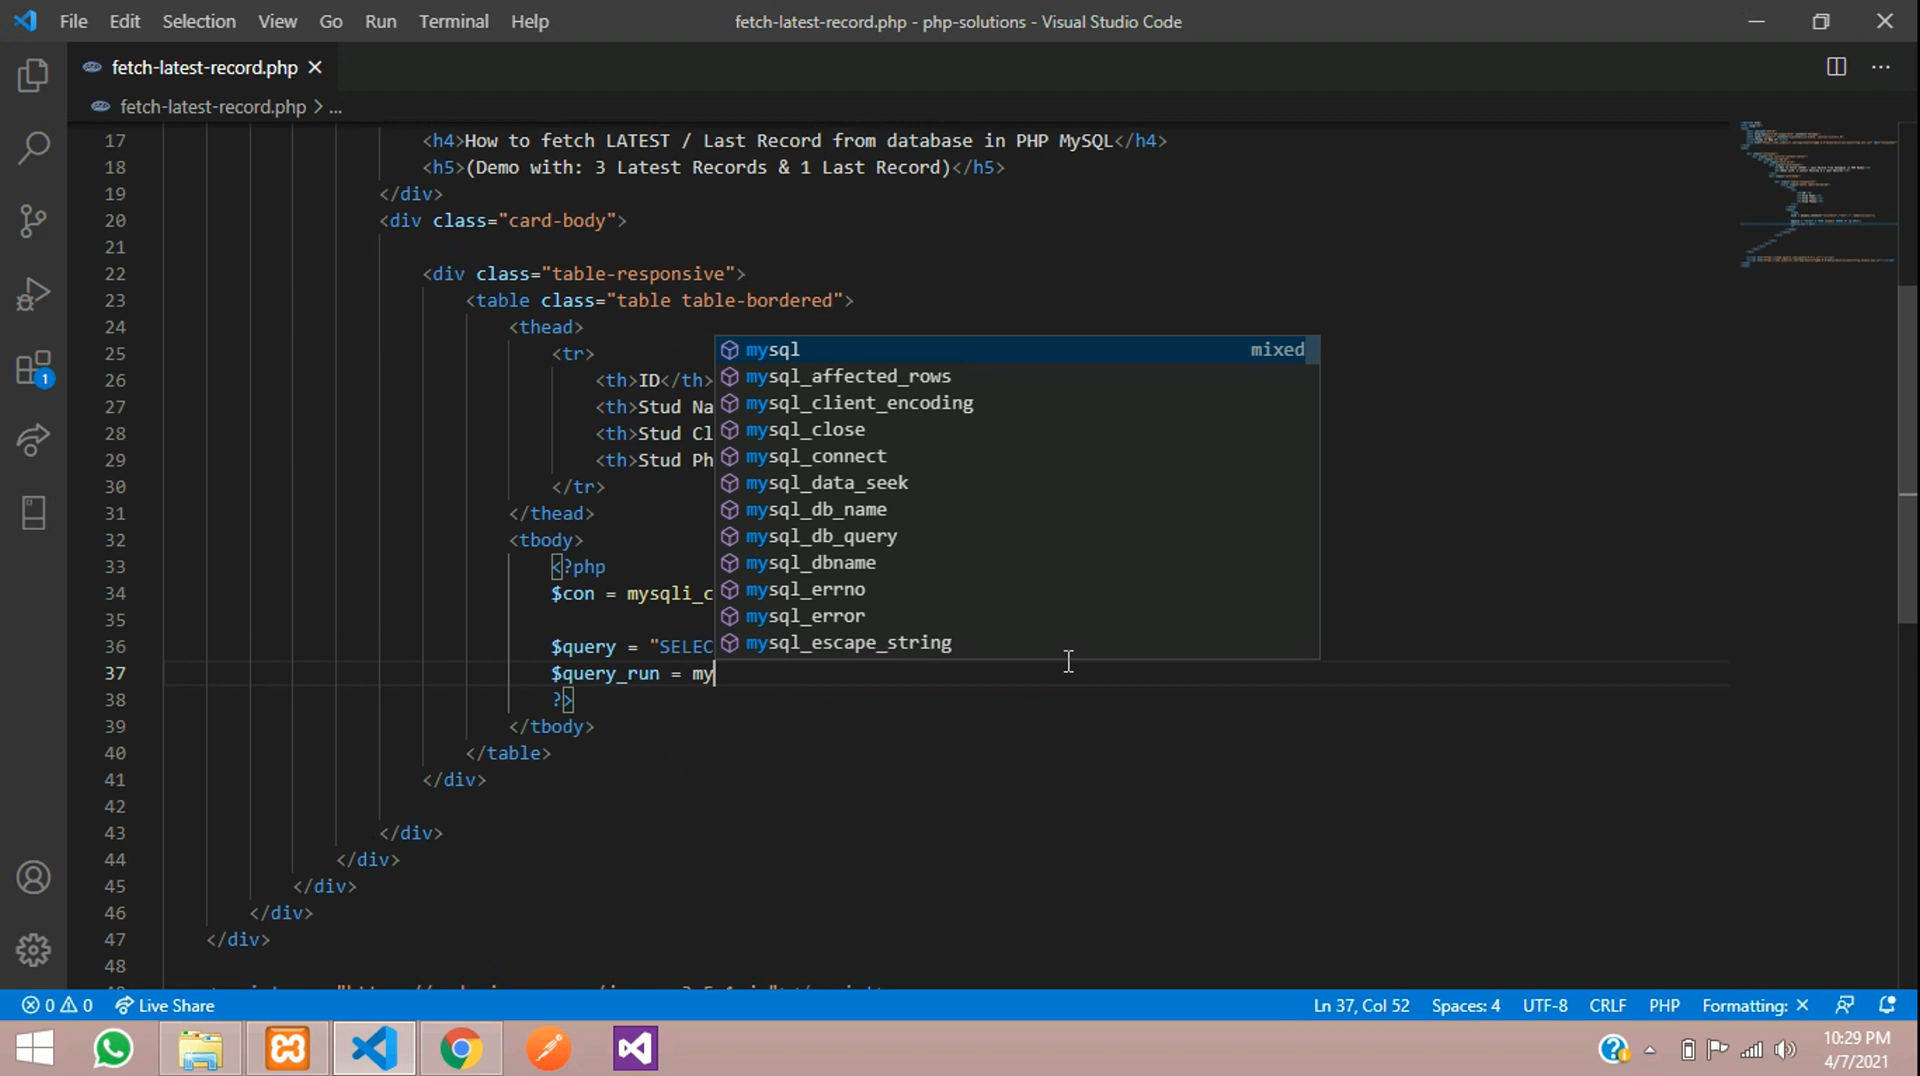 File Edit Selection View Go Run Terminal Help fetch-latest-record.php - php-solutions - Visual Studio Code
fetch-latest-record.php
fetch-latest-record.php > ...
17 <h4>How to fetch LATEST / Last Record from database in PHP MySQL</h4>
18 <h5>(Demo with: 3 Latest Records & 1 Last Record)</h5>
19 </div>
20 <div class="card-body">
21
22 <div class="table-responsive">
23 <table class="table table-bordered">
24 <thead>
25 <tr>
26 <th>ID</th>
27 <th>Stud Na
28 <th>Stud Cl
29 <th>Stud Ph
30 </tr>
31 </thead>
32 <tbody>
33 <?php
34 $con = mysqli_c
35
36 $query = "SELEC
37 $query_run = my
38 ?>
39 </tbody>
40 </table>
41 </div>
42
43 </div>
44 </div>
45 </div>
46 </div>
47 </div>
48
mysql mixed
mysql_affected_rows
mysql_client_encoding
mysql_close
mysql_connect
mysql_data_seek
mysql_db_name
mysql_db_query
mysql_dbname
mysql_errno
mysql_error
mysql_escape_string
1
0 0 Live Share Ln 37, Col 52 Spaces: 4 UTF-8 CRLF PHP Formatting: ×
10:29 PM
4/7/2021